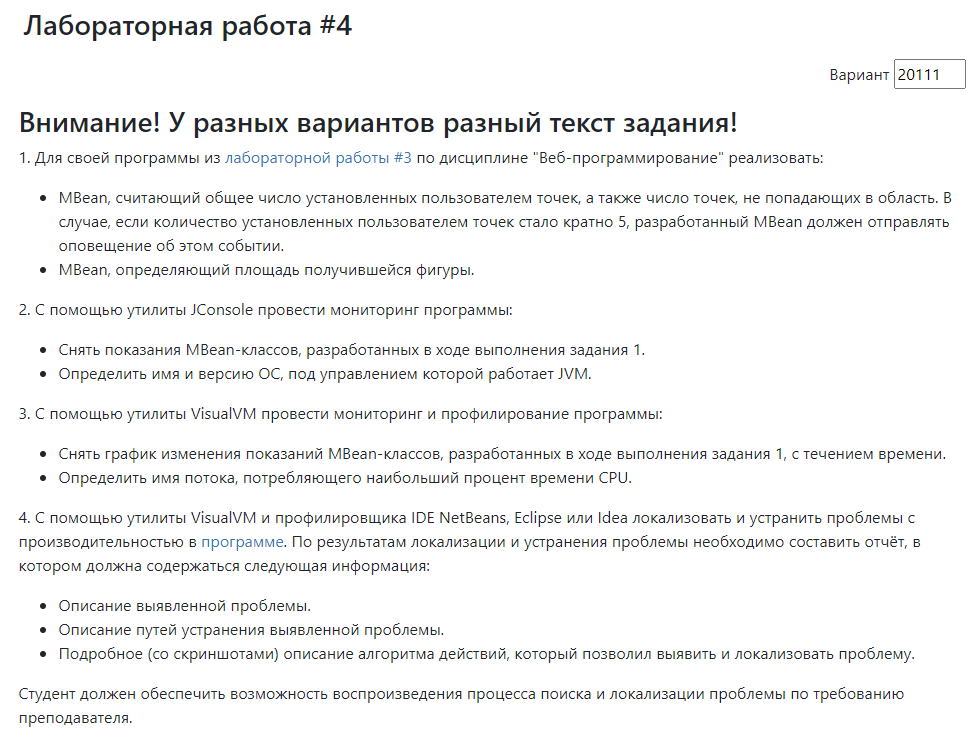 Лабораторная работа #4
Вариант 20111
Внимание! У разных вариантов разный текст задания!
1. Для своей программы из лабораторной работы #3 по дисциплине "Веб-программирование" реализовать:
• MBean, считающий общее число установленных пользователем точек, а также число точек, не попадающих в область. В
случае, если количество установленных пользователем точек стало кратно 5, разработанный MBean должен отправлять
оповещение об этом событии.
• MBean, определяющий площадь получившейся фигуры.
2. С помощью утилиты JConsole провести мониторинг программы:
• Снять показания MBean-классов, разработанных в ходе выполнения задания 1.
• Определить имя и версию ОС, под управлением которой работает JVM.
3. С помощью утилиты VisualVM провести мониторинг и профилирование программы:
• Снять график изменения показаний MBean-классов, разработанных в ходе выполнения задания 1, с течением времени.
• Определить имя потока, потребляющего наибольший процент времени CPU.
4. С помощью утилиты VisualVM и профилировщика IDE NetBeans, Eclipse или Idea локализовать и устранить проблемы с
производительностью в программе. По результатам локализации и устранения проблемы необходимо составить отчёт, в
котором должна содержаться следующая информация:
• Описание выявленной проблемы.
• Описание путей устранения выявленной проблемы.
• Подробное (со скриншотами) описание алгоритма действий, который позволил выявить и локализовать проблему.
Студент должен обеспечить возможность воспроизведения процесса поиска и локализации проблемы по требованию
преподавателя.